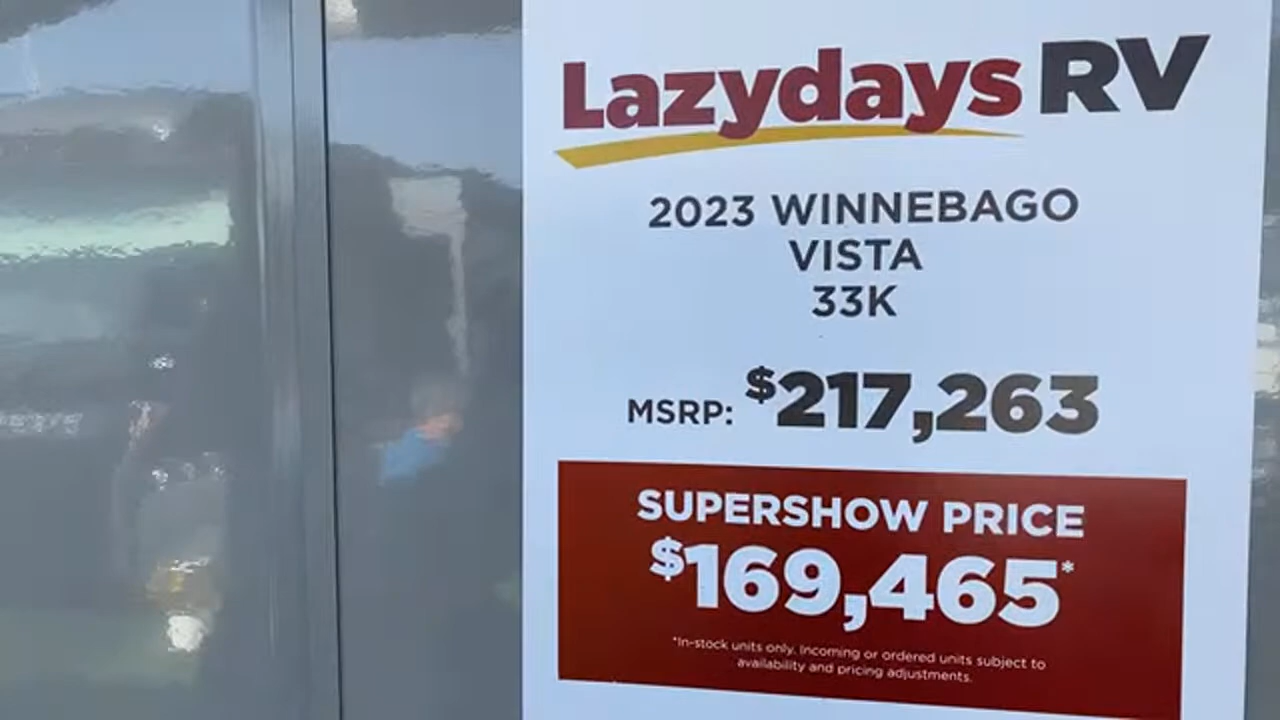 Lazydays RV
2023 WINNEBAGO
VISTA
33K
MSRP: $217,263
SUPERSHOW PRICE
$169,465*
*In-stock units only. Incoming or ordered units subject to
availability and pricing adjustments.